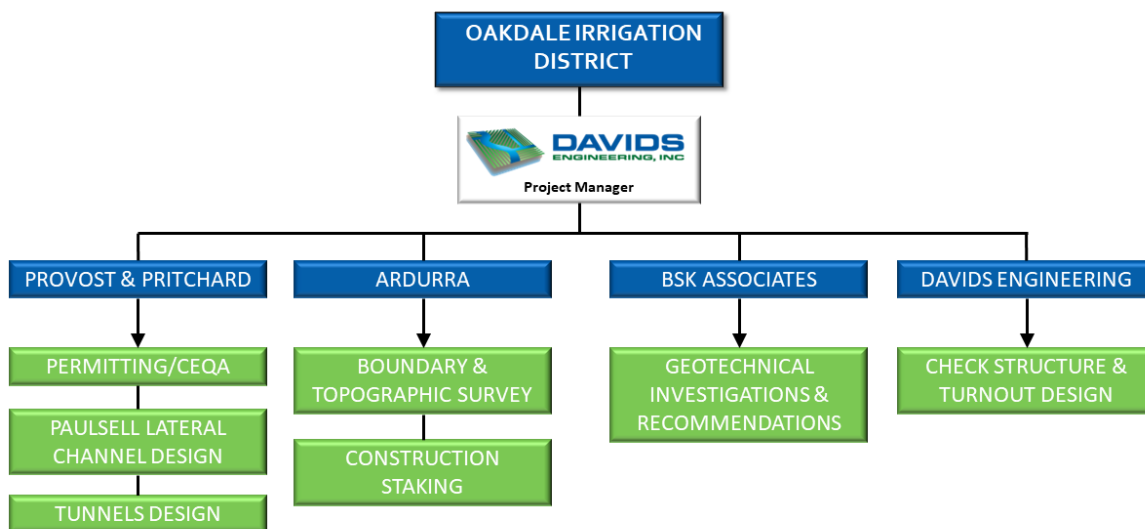 OAKDALE IRRIGATION
DISTRICT
DAVIDS
ENGINEERING, INC
Project Manager
PROVOST & PRITCHARD
ARDURRA
BSK ASSOCIATES
DAVIDS ENGINEERING
PERMITTING/CEQA
PAULSELL LATERAL
CHANNEL DESIGN
TUNNELS DESIGN
BOUNDARY &
TOPOGRAPHIC SURVEY
CONSTRUCTION
STAKING
GEOTECHNICAL
INVESTIGATIONS &
RECOMMENDATIONS
CHECK STRUCTURE &
TURNOUT DESIGN